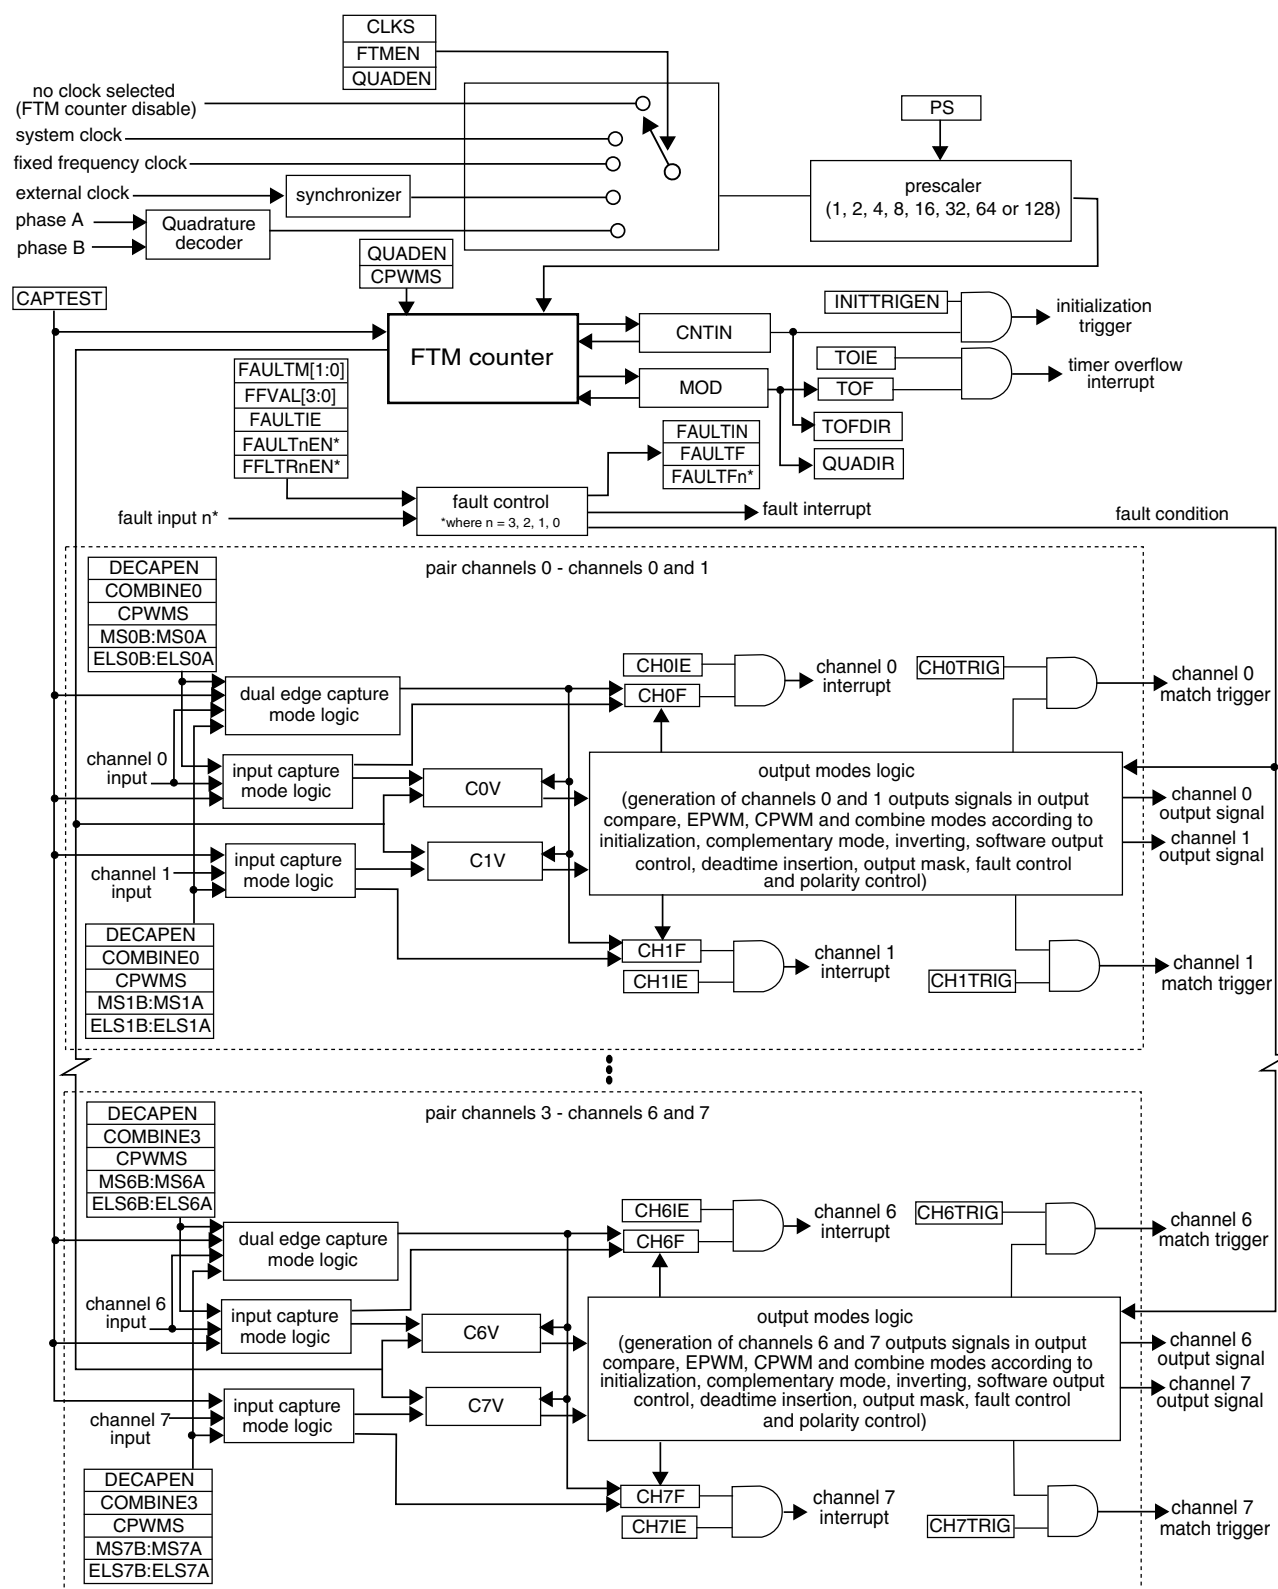 CLKS
FTMEN
QUADEN
no clock selected
(FTM counter disable)
system clock
fixed frequency clock
external clock
synchronizer
phase A
phase B
Quadrature
decoder
PS
prescaler
(1, 2, 4, 8, 16, 32, 64 or 128)
QUADEN
CPWMS
CAPTEST
FTM counter
CNTIN
MOD
INITTRIGEN
initialization
trigger
TOIE
TOF
timer overflow
interrupt
TOFDIR
QUADIR
FAULTM[1:0]
FFVAL[3:0]
FAULTIE
FAULTnEN*
FFLTRnEN*
FAULTIN
FAULTF
FAULTFn*
fault input n*
fault control
*where n = 3, 2, 1, 0
fault interrupt
fault condition
pair channels 0 - channels 0 and 1
DECAPEN
COMBINE0
CPWMS
MS0B:MS0A
ELS0B:ELS0A
dual edge capture
mode logic
CH0IE
CH0F
channel 0
interrupt
CH0TRIG
channel 0
match trigger
channel 0
input
input capture
mode logic
C0V
output modes logic
(generation of channels 0 and 1 outputs signals in output
compare, EPWM, CPWM and combine modes according to
initialization, complementary mode, inverting, software output
control, deadtime insertion, output mask, fault control
and polarity control)
channel 0
output signal
channel 1
output signal
channel 1
input
input capture
mode logic
C1V
DECAPEN
COMBINE0
CPWMS
MS1B:MS1A
ELS1B:ELS1A
CH1F
CH1IE
channel 1
interrupt
CH1TRIG
channel 1
match trigger
pair channels 3 - channels 6 and 7
DECAPEN
COMBINE3
CPWMS
MS6B:MS6A
ELS6B:ELS6A
dual edge capture
mode logic
CH6IE
CH6F
channel 6
interrupt
CH6TRIG
channel 6
match trigger
channel 6
input
input capture
mode logic
C6V
output modes logic
(generation of channels 6 and 7 outputs signals in output
compare, EPWM, CPWM and combine modes according to
initialization, complementary mode, inverting, software output
control, deadtime insertion, output mask, fault control
and polarity control)
channel 6
output signal
channel 7
output signal
channel 7
input
input capture
mode logic
C7V
DECAPEN
COMBINE3
CPWMS
MS7B:MS7A
ELS7B:ELS7A
CH7F
CH7IE
channel 7
interrupt
CH7TRIG
channel 7
match trigger